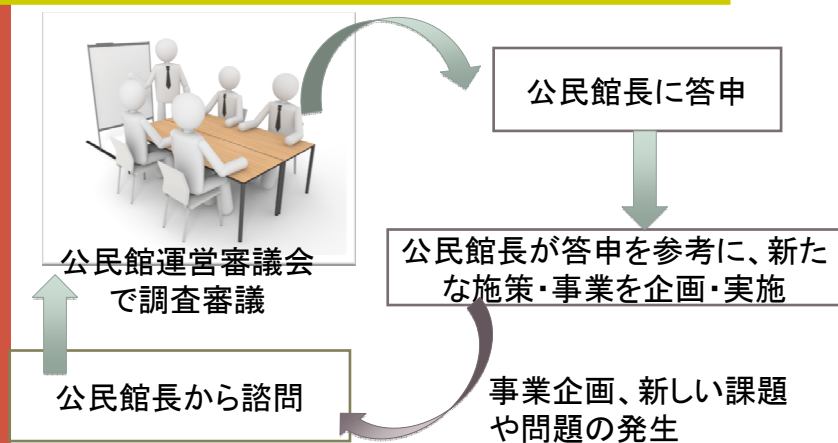 公民館長に答申
公民館運営審議会
で調査審議
公民館長が答申を参考に、新た
な施策・事業を企画・実施
公民館長から諮問
事業企画、新しい課題
や問題の発生